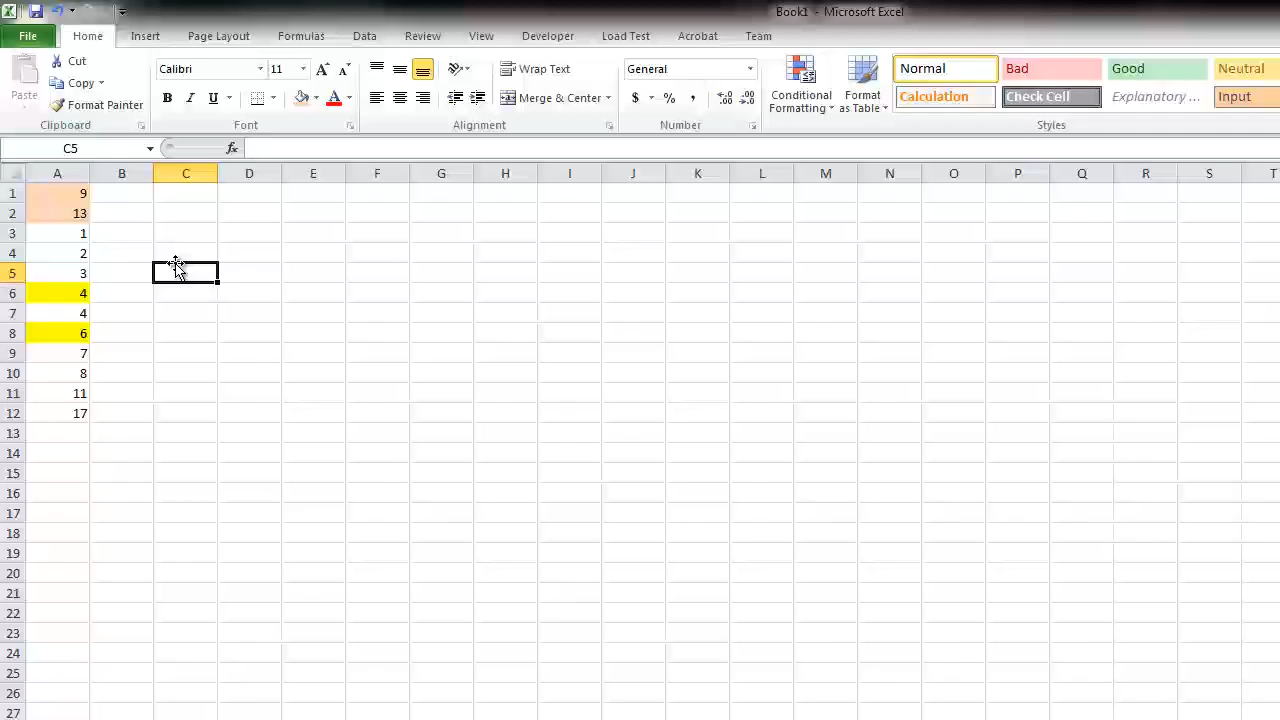 Book1 - Microsoft Excel
File Home Insert Page Layout Formulas Data Review View Developer Load Test Acrobat Team
Paste
Cut
Copy
Format Painter
Clipboard
Calibri 11
B I U
Font
Wrap Text
Merge & Center
Alignment
General
$ % ,
Number
Conditional Formatting
Format as Table
Normal Bad Good Neutral
Calculation Check Cell Explanatory ... Input
Styles
C5 fx
A B C D E F G H I J K L M N O P Q R S T
1 9
2 13
3 1
4 2
5 3
6 4
7 4
8 6
9 7
10 8
11 11
12 17
13
14
15
16
17
18
19
20
21
22
23
24
25
26
27